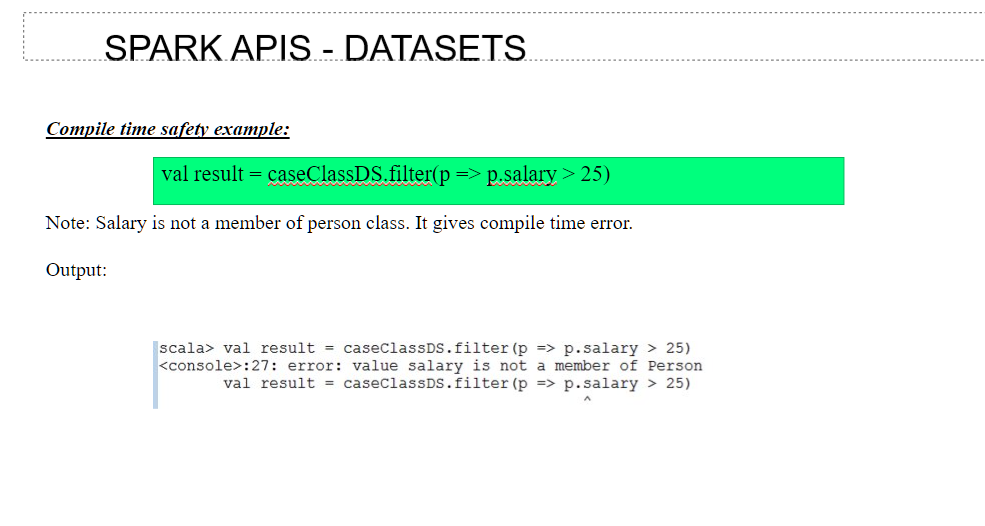 SPARK APIS - DATASETS
Compile time safety example:
val result = caseClassDS.filter(p => p.salary > 25)
Note: Salary is not a member of person class. It gives compile time error.
Output:
scala> val result = caseClassDS.filter(p => p.salary > 25)
<console>:27: error: value salary is not a member of Person
val result = caseClassDS.filter(p => p.salary > 25)
^